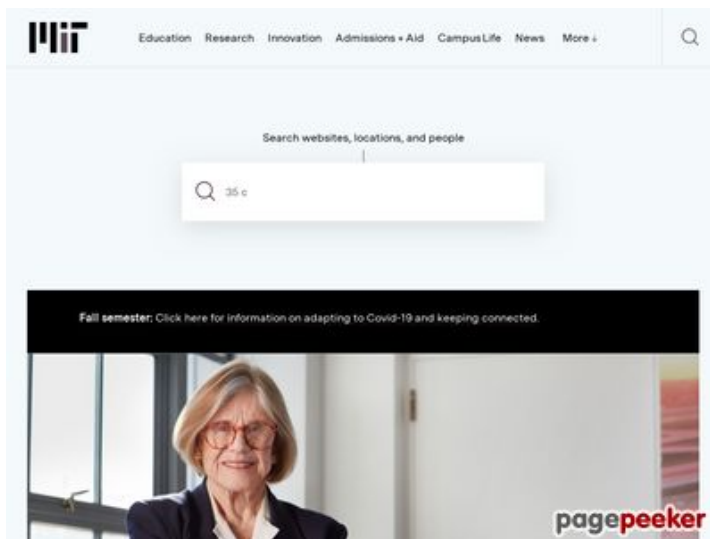 MIT
Education Research Innovation Admissions + Aid Campus Life News More ↓
Search websites, locations, and people
35 c
Fall semester: Click here for information on adapting to Covid-19 and keeping connected.
pagepeeker